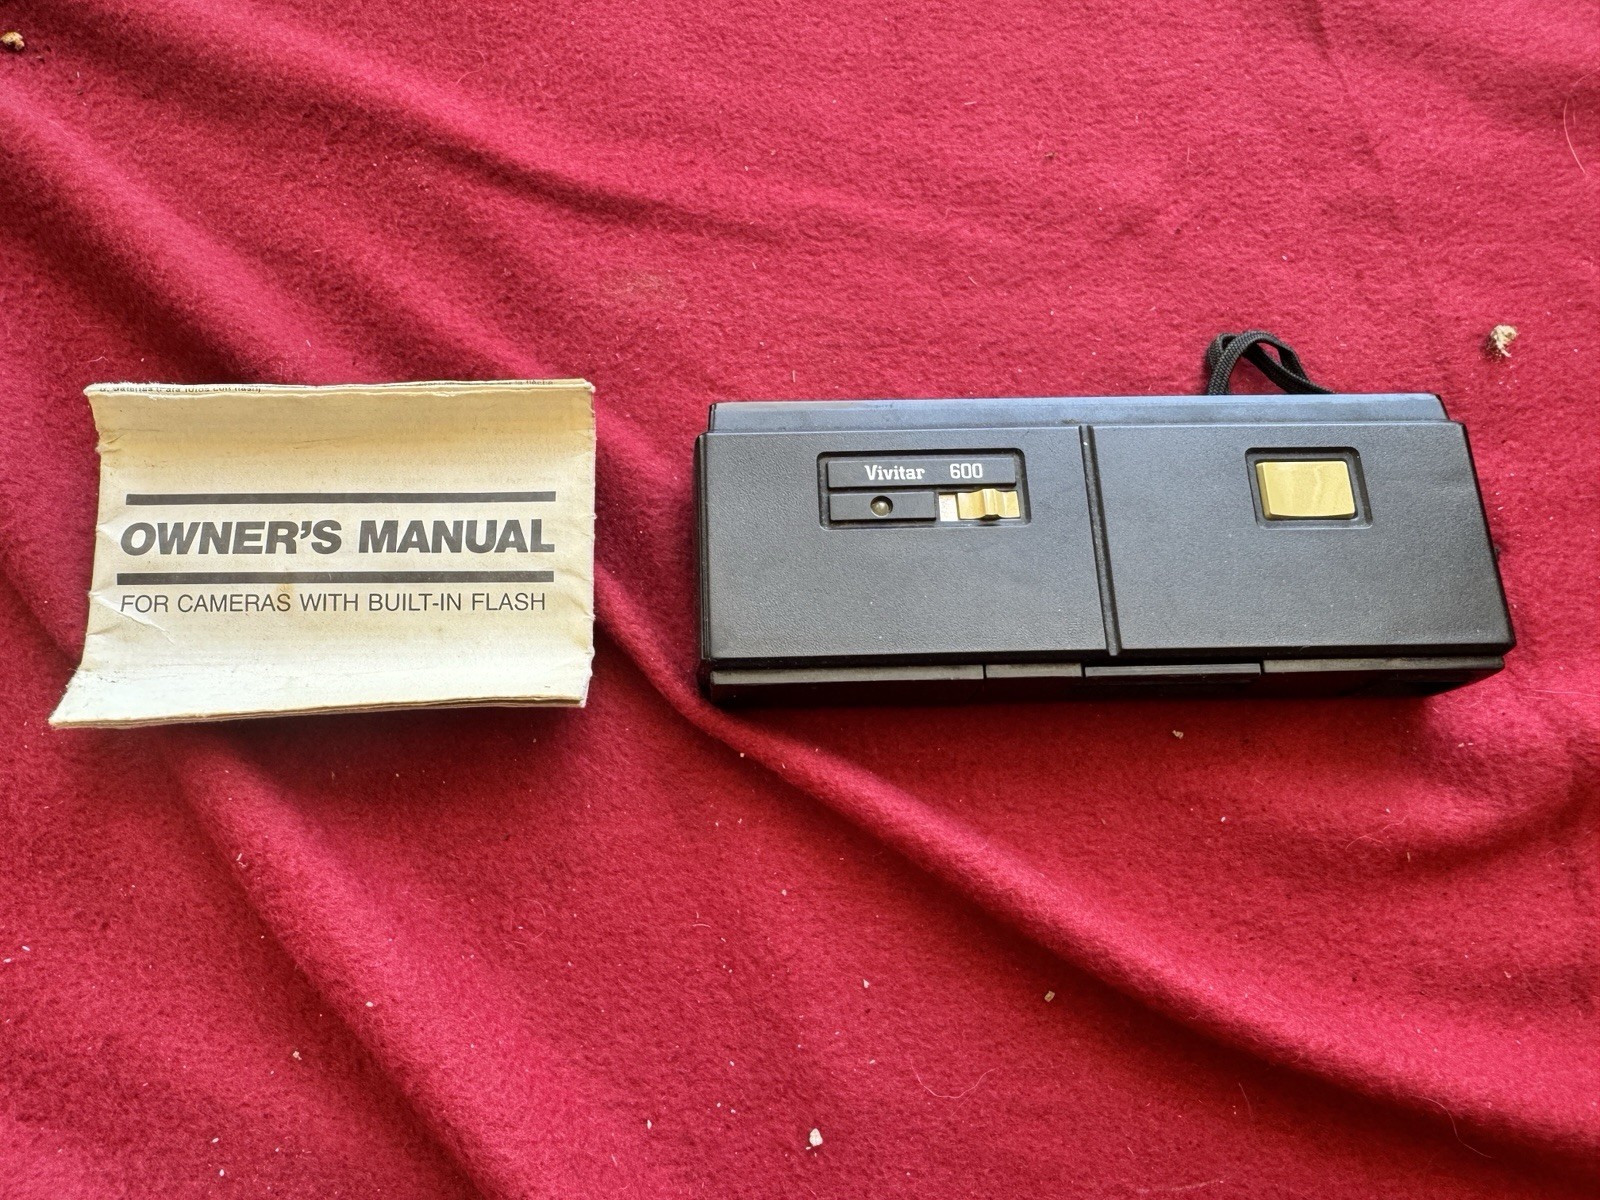 OWNER'S MANUAL
FOR CAMERAS WITH BUILT-IN FLASH
Vivitar 600